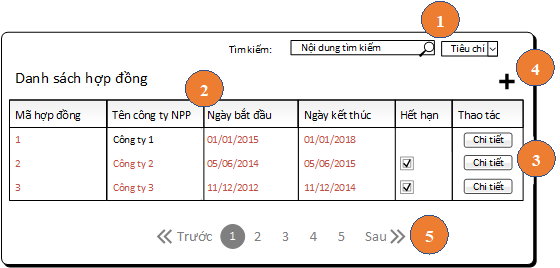 1
Tìm kiếm: Nội dung tìm kiếm Tiêu chí
Danh sách hợp đồng
4
2
Mã hợp đồng Tên công ty NPP Ngày bắt đầu Ngày kết thúc Hết hạn Thao tác
1 Công ty 1 01/01/2015 01/01/2018 Chi tiết
2 Công ty 2 05/06/2014 05/06/2015 Chi tiết
3
3 Công ty 3 11/12/2012 11/12/2014 Chi tiết
Trước 1 2 3 4 5 Sau
5